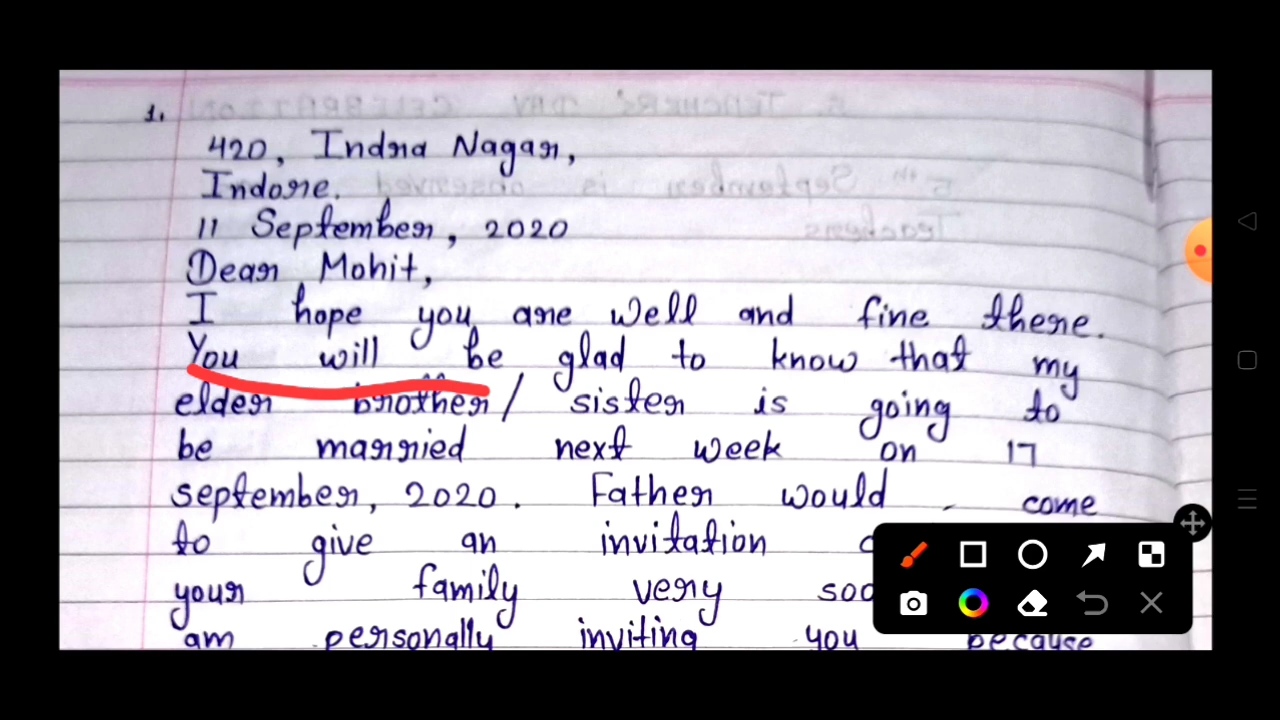 1.
420, Indra Nagar,
Indore.
11 September, 2020
Dear Mohit,
I hope you are well and fine there.
You will be glad to know that my
elder brother/ sister is going to
be married next week on 17
september, 2020. Father would come
to give an invitation
your family very soo
am personally inviting you because